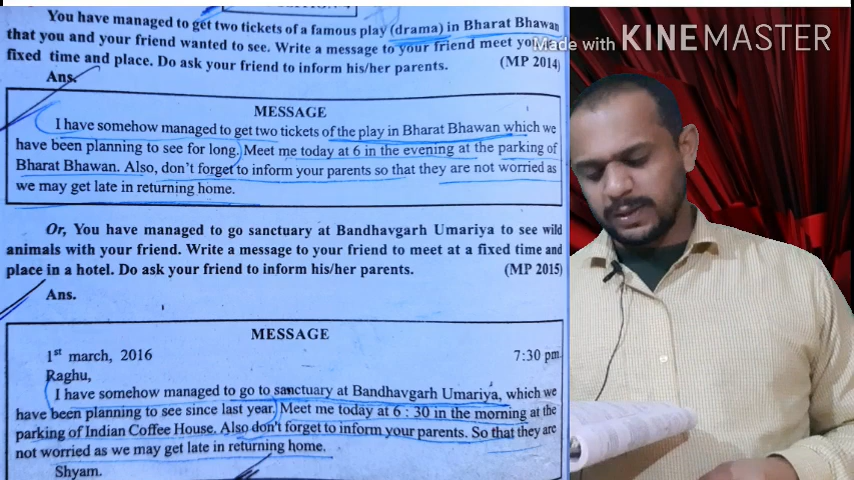 You have managed to get two tickets of a famous play (drama) in Bharat Bhawan
that you and your friend wanted to see. Write a message to your friend meet
fixed time and place. Do ask your friend to inform his/her parents. (MP 2014)
Made with KINEMASTER
Ans.
MESSAGE
I have somehow managed to get two tickets of the play in Bharat Bhawan which we
have been planning to see for long. Meet me today at 6 in the evening at the parking of
Bharat Bhawan. Also, don't forget to inform your parents so that they are not worried as
we may get late in returning home.
Or, You have managed to go sanctuary at Bandhavgarh Umariya to see wild
animals with your friend. Write a message to your friend to meet at a fixed time and
place in a hotel. Do ask your friend to inform his/her parents. (MP 2015)
Ans.
MESSAGE
1st march, 2016 7:30 pm
Raghu,
I have somehow managed to go to sanctuary at Bandhavgarh Umariya, which we
have been planning to see since last year. Meet me today at 6 : 30 in the morning at the
parking of Indian Coffee House. Also don't forget to inform your parents. So that they are
not worried as we may get late in returning home.
Shyam.